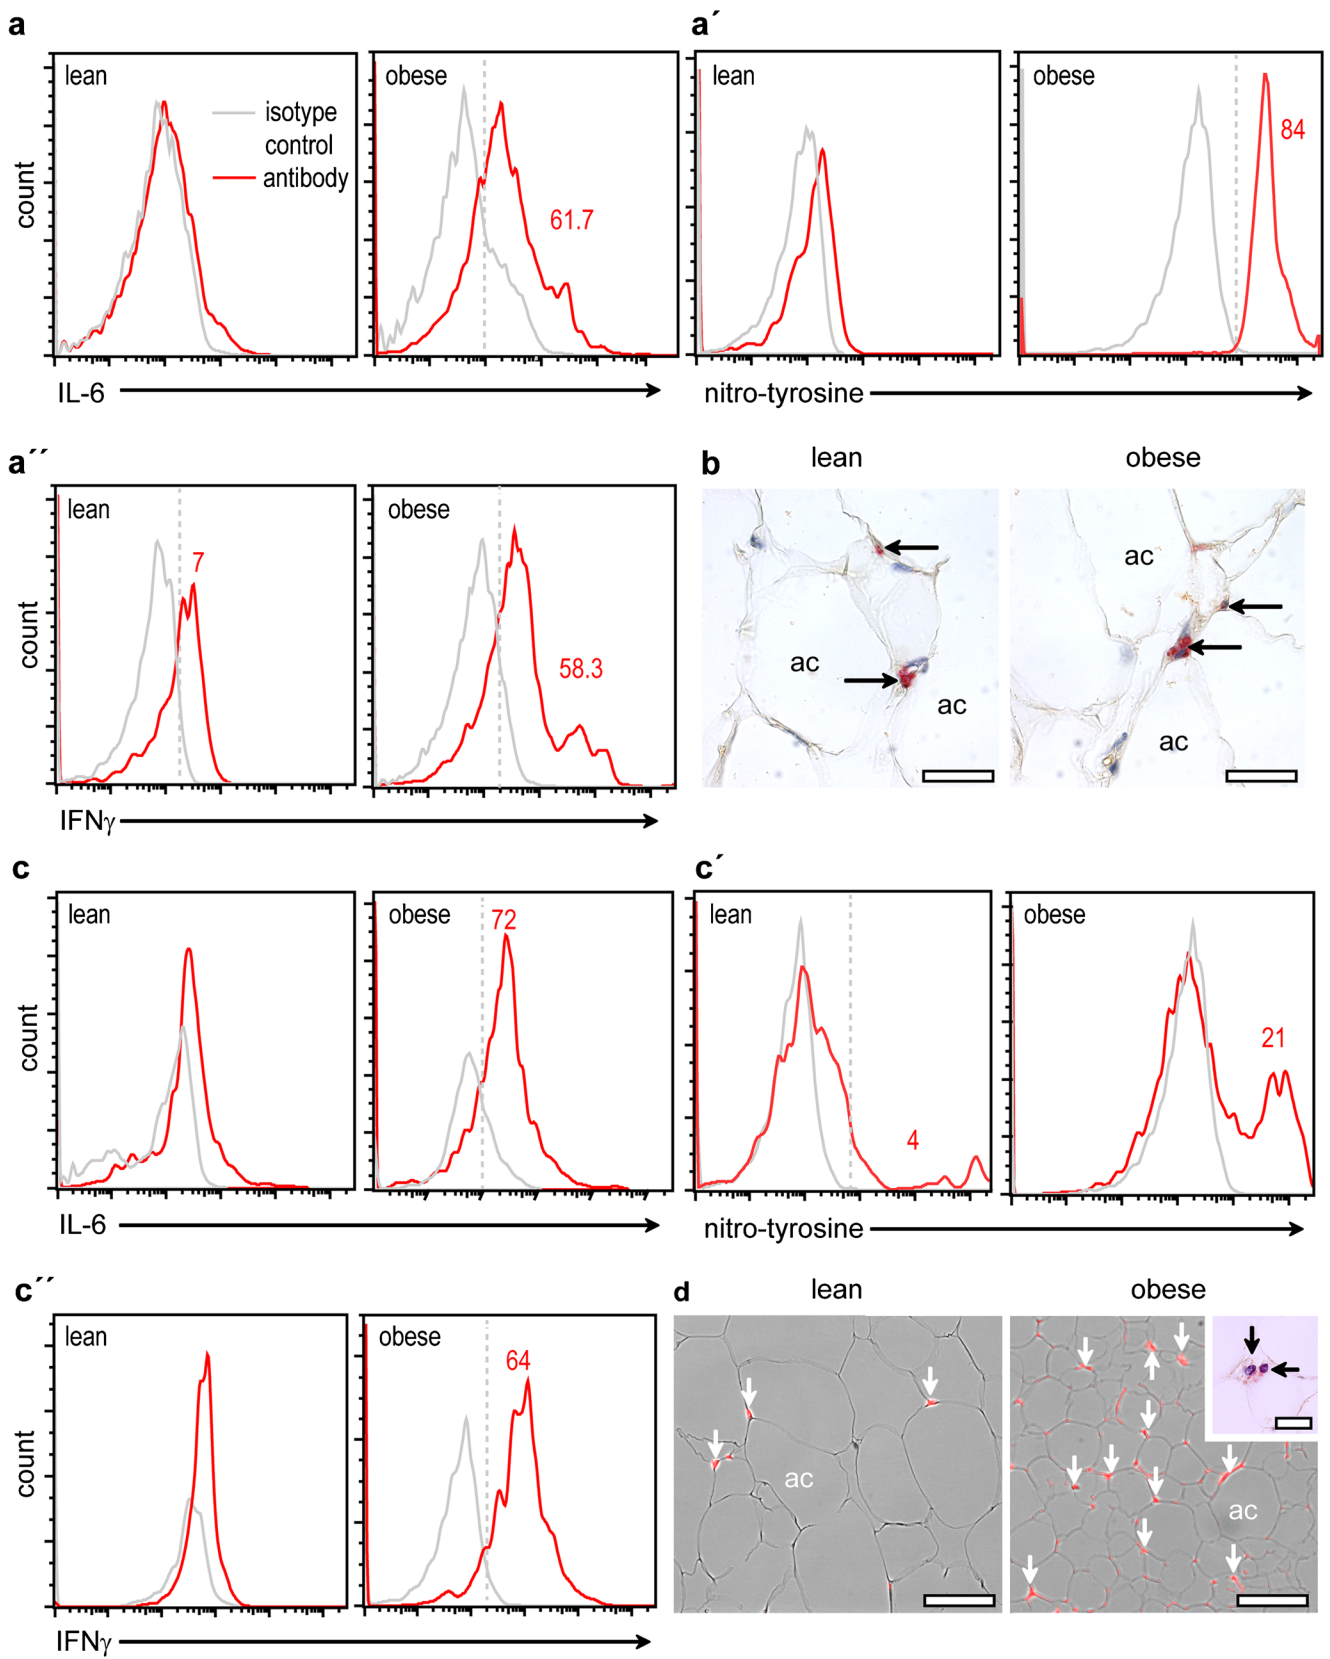 a
a´
lean
isotype
control
antibody
obese
61.7
lean
obese
84
count
IL-6
nitro-tyrosine
a´´
b
lean
obese
lean
7
obese
58.3
count
ac
ac
ac
ac
IFNγ
c
c´
lean
obese
72
lean
4
obese
21
count
IL-6
nitro-tyrosine
c´´
d
lean
obese
lean
obese
64
count
ac
ac
IFNγ